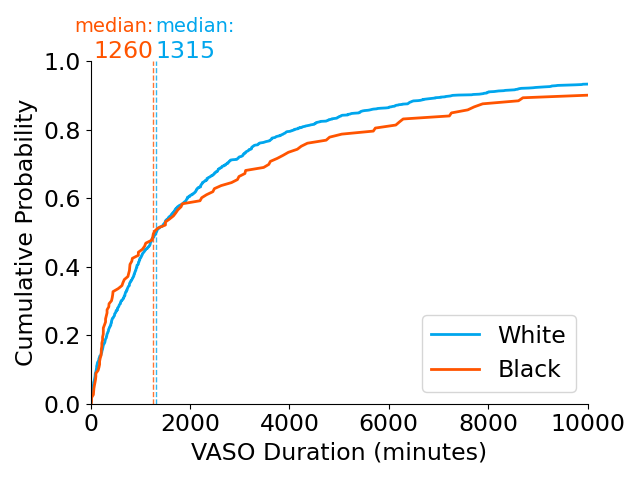 median: median:
1260 1315
1.0
0.8
0.6
0.4
0.2
0.0
Cumulative Probability
White
Black
0 2000 4000 6000 8000 10000
VASO Duration (minutes)